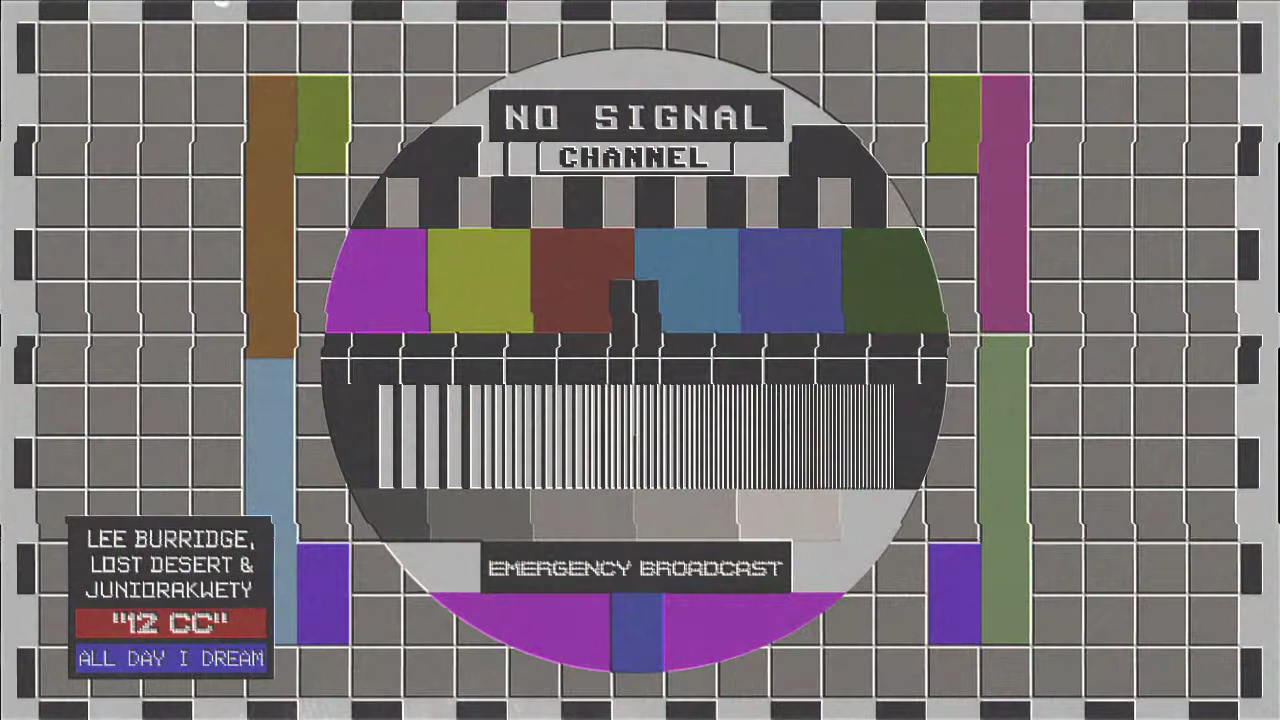 NO SIGNAL
CHANNEL
EMERGENCY BROADCAST
LEE BURRIDGE,
LOST DESERT &
JUNIORAKWETY
"12 CC"
ALL DAY I DREAM